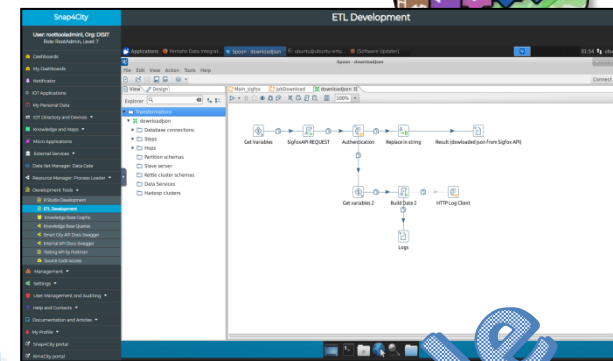 Snap4City
ETL Development
User: roottooladmin1, Org: DISIT
Role: RootAdmin, Level: 7
Dashboards
My Dashboards
Notificator
IOT Applications
My Personal Data
IOT Directory and Devices
Knowledge and Maps
Micro Applications
External Services
Data Set Manager: Data Gate
Resource Manager: Process Loader
Development Tools
RStudio Development
ETL Development
Knowledge Base Graphs
Knowledge Base Queries
Smart City API Docs: Swagger
Internal API Docs: Swagger
Testing API by Postman
Source Code Access
Management
Settings
User Management and Auditing
Help and Contacts
Documentation and Articles
My Profile
Snap4City portal
Km4City portal
Applications
Pentaho Data Integrat...
Spoon - downloadjson
[Software Updater]
Spoon - downloadjson
File Edit View Action Tools Help
Connect
View Design
Main_sigfox
JobDownload
downloadjson
Explorer
100%
Transformations
downloadjson
Database connections
Steps
Hops
Partition schemas
Slave server
Kettle cluster schemas
Data Services
Hadoop clusters
Get Variables
SigfoxAPI REQUEST
Authentication
Replace in string
Result (dowloaded json from Sigfox API)
Get variables 2
Build Data 2
HTTP Log Client
Logs